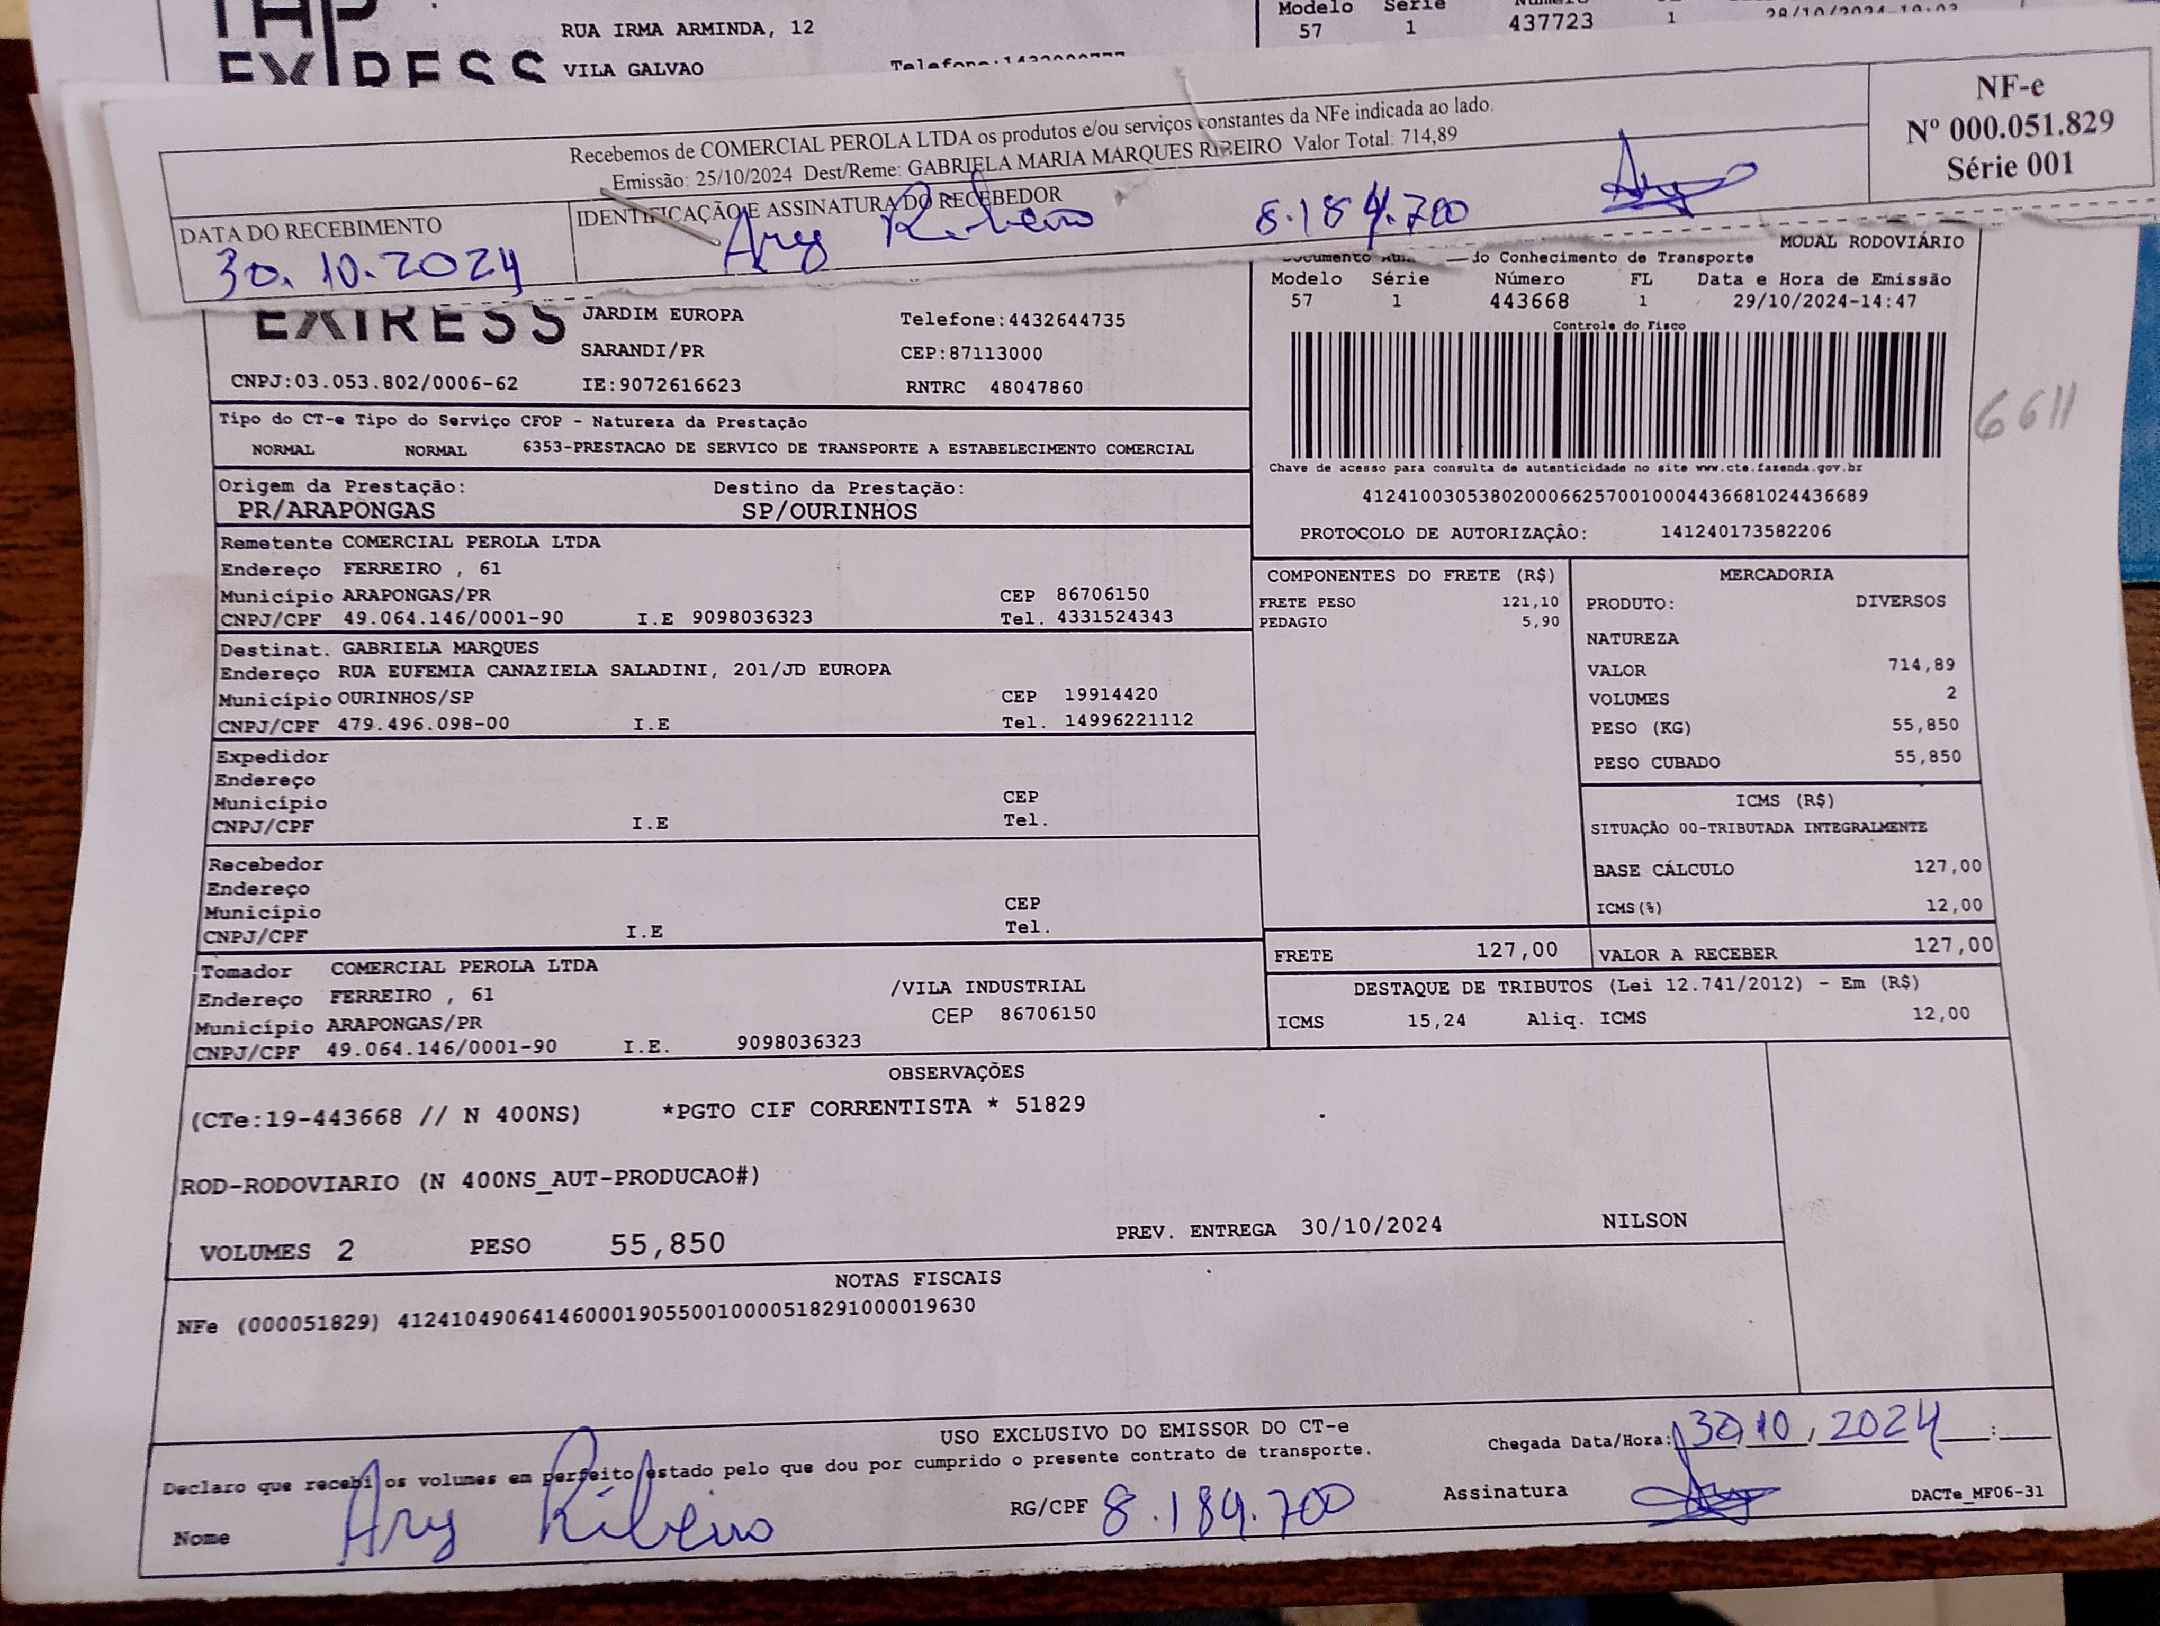 EXPRESS
RUA IRMA ARMINDA, 12
VILA GALVAO
Modelo Série
57 1 437723 1
Recebemos de COMERCIAL PEROLA LTDA os produtos e/ou serviços constantes da NFe indicada ao lado.
Emissão: 25/10/2024 Dest/Reme: GABRIELA MARIA MARQUES RIBEIRO Valor Total: 714,89
NF-e
Nº 000.051.829
Série 001
DATA DO RECEBIMENTO
30.10.2024
IDENTIFICAÇÃO E ASSINATURA DO RECEBEDOR
Ary Ribeiro 8.184.700
EXPRESS
JARDIM EUROPA Telefone:4432644735
SARANDI/PR CEP:87113000
CNPJ:03.053.802/0006-62 IE:9072616623 RNTRC 48047860
MODAL RODOVIÁRIO
do Conhecimento de Transporte
Modelo Série Número FL Data e Hora de Emissão
57 1 443668 1 29/10/2024-14:47
Controle do Fisco
Chave de acesso para consulta de autenticidade no site www.cte.fazenda.gov.br
41241003053802000662570010004436681024436689
PROTOCOLO DE AUTORIZAÇÂO: 141240173582206
6611
Tipo do CT-e Tipo do Serviço CFOP - Natureza da Prestação
NORMAL NORMAL 6353-PRESTACAO DE SERVICO DE TRANSPORTE A ESTABELECIMENTO COMERCIAL
Origem da Prestação: Destino da Prestação:
PR/ARAPONGAS SP/OURINHOS
Remetente COMERCIAL PEROLA LTDA
Endereço FERREIRO , 61
Município ARAPONGAS/PR CEP 86706150
CNPJ/CPF 49.064.146/0001-90 I.E 9098036323 Tel. 4331524343
Destinat. GABRIELA MARQUES
Endereço RUA EUFEMIA CANAZIELA SALADINI, 201/JD EUROPA
Município OURINHOS/SP CEP 19914420
CNPJ/CPF 479.496.098-00 I.E Tel. 14996221112
Expedidor
Endereço
Município CEP
CNPJ/CPF I.E Tel.
Recebedor
Endereço
Município CEP
CNPJ/CPF I.E Tel.
Tomador COMERCIAL PEROLA LTDA
Endereço FERREIRO , 61 /VILA INDUSTRIAL
Município ARAPONGAS/PR CEP 86706150
CNPJ/CPF 49.064.146/0001-90 I.E. 9098036323
COMPONENTES DO FRETE (R$)
FRETE PESO 121,10
PEDAGIO 5,90
MERCADORIA
PRODUTO: DIVERSOS
NATUREZA
VALOR 714,89
VOLUMES 2
PESO (KG) 55,850
PESO CUBADO 55,850
ICMS (R$)
SITUAÇÃO 00-TRIBUTADA INTEGRALMENTE
BASE CÁLCULO 127,00
ICMS(%) 12,00
FRETE 127,00 VALOR A RECEBER 127,00
DESTAQUE DE TRIBUTOS (Lei 12.741/2012) - Em (R$)
ICMS 15,24 Aliq. ICMS 12,00
OBSERVAÇÕES
(CTe:19-443668 // N 400NS) *PGTO CIF CORRENTISTA * 51829
ROD-RODOVIARIO (N 400NS_AUT-PRODUCAO#)
VOLUMES 2 PESO 55,850 PREV. ENTREGA 30/10/2024 NILSON
NOTAS FISCAIS
NFe (000051829) 41241049064146000190550010000518291000019630
USO EXCLUSIVO DO EMISSOR DO CT-e
Declaro que recebi os volumes em perfeito estado pelo que dou por cumprido o presente contrato de transporte.
Chegada Data/Hora: 30/10/2024 :
Nome Ary Ribeiro RG/CPF 8.184.700 Assinatura DACTe_MF06-31